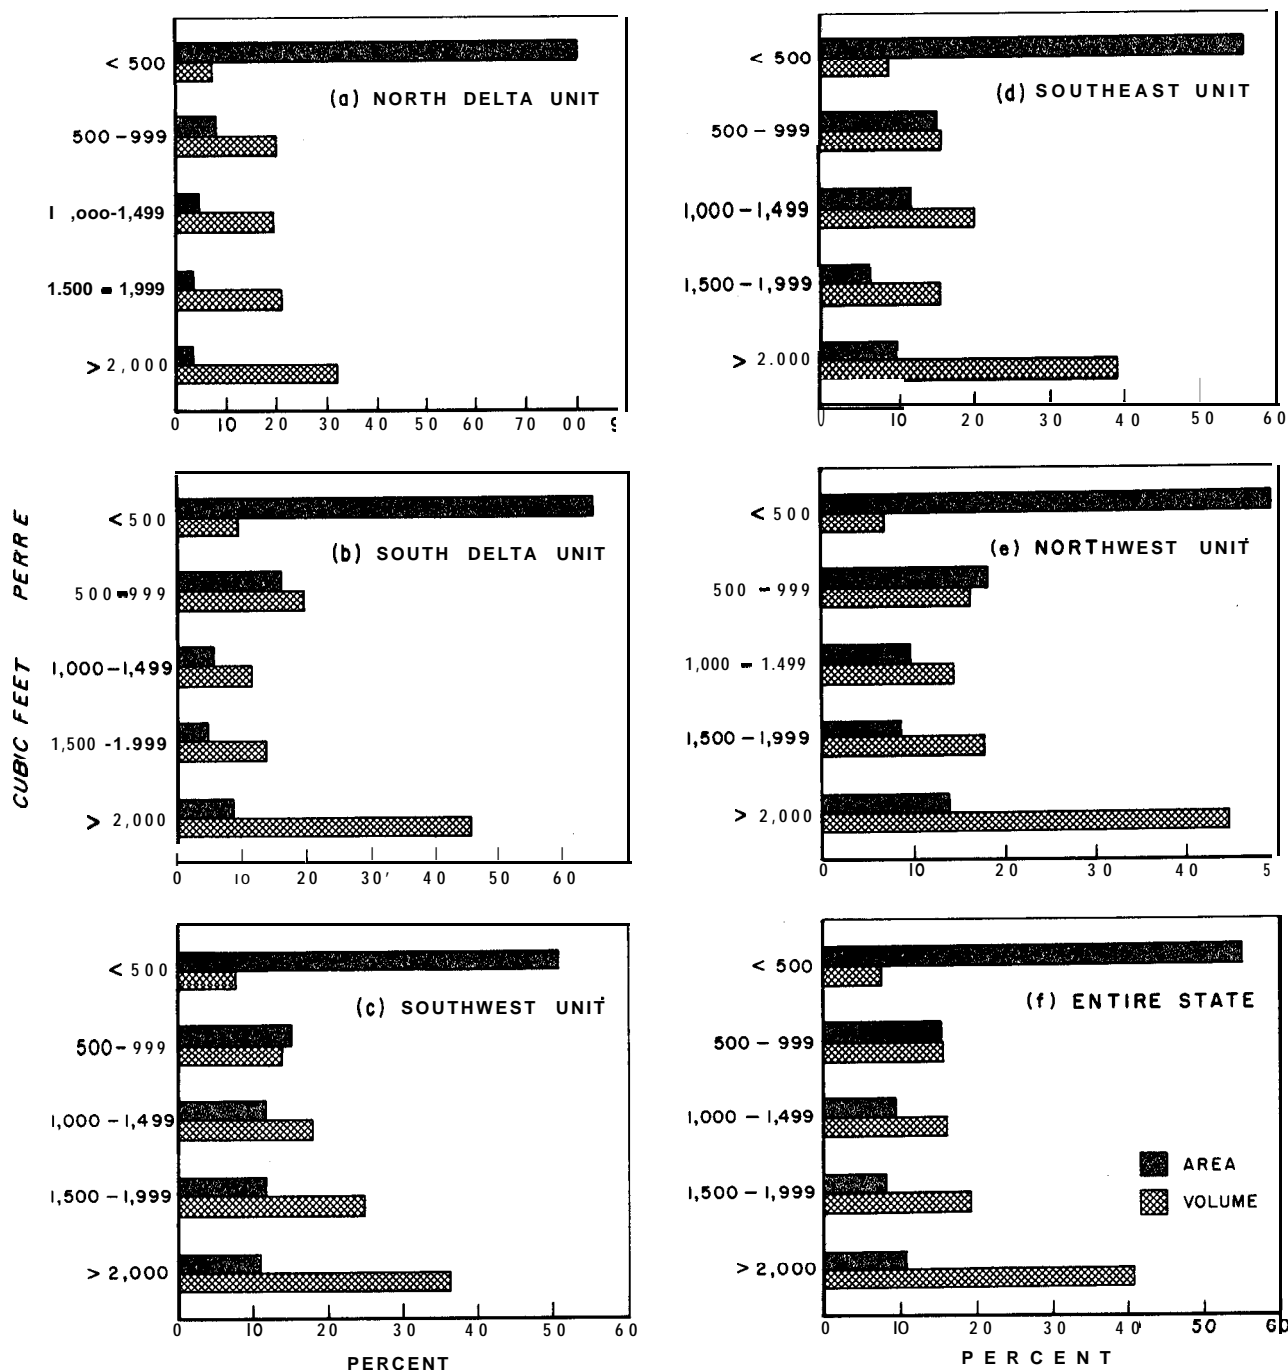 CUBIC FEET PERRE
< 500
500-999
I ,000-1,499
1.500 = 1,999
> 2,000
(a) NORTH DELTA UNIT
0 10 20 30 40 50 60 70 00 9
< 500
500=999
1,000-1,499
1,500 -1.999
> 2,000
(b) SOUTH DELTA UNIT
0 10 20 30' 40 50 60
< 500
500-999
1,000 -1,499
1,500-1,999
> 2,000
(c) SOUTHWEST UNIT
0 10 20 30 40 50 60
PERCENT
< 500
500-999
1,000-1,499
1,500-1,999
> 2.000
(d) SOUTHEAST UNIT
0 10 20 30 40 50 60
< 500
500 = 999
1,000 = 1.499
1,500-1,999
> 2,000
(e) NORTHWEST UNIT
0 10 20 30 40 5
< 500
500 - 999
1,000 - 1,499
1,500-1,999
> 2,000
(f) ENTIRE STATE
AREA
VOLUME
0 10 20 30 40 50 60
PERCENT